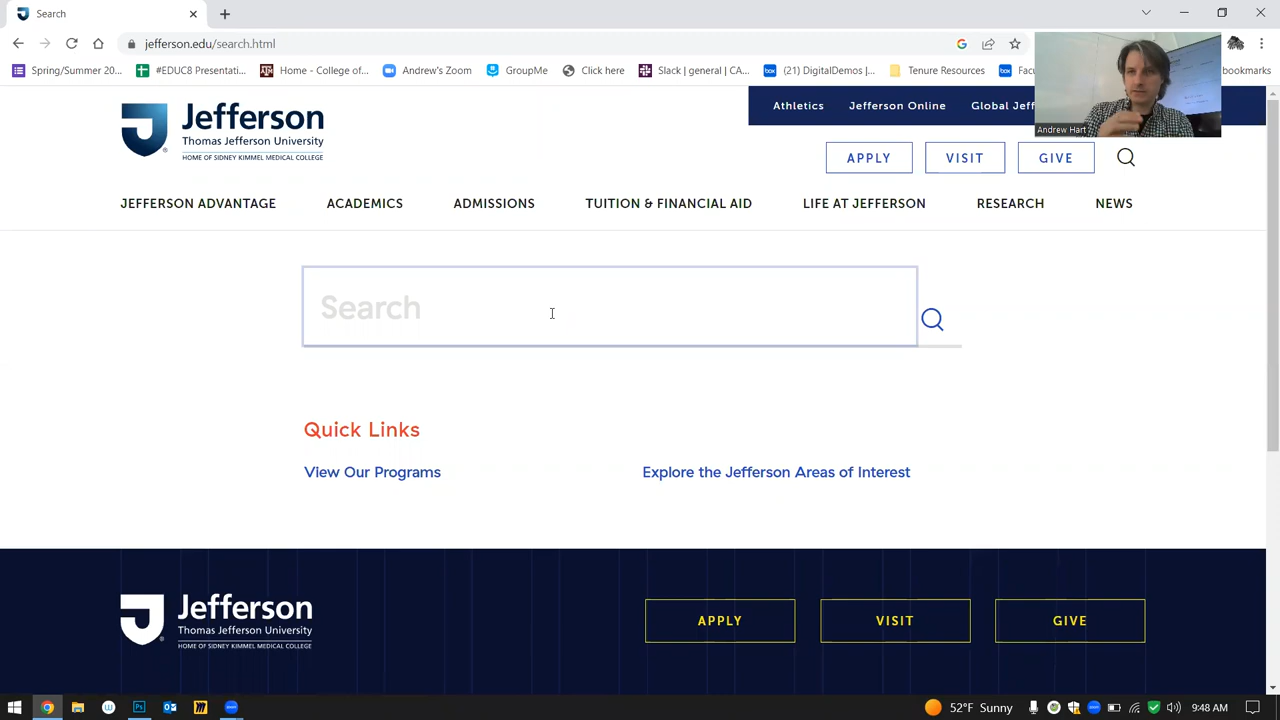 Search
jefferson.edu/search.html
Spring/Summer 20...
#EDUC8 Presentati...
Home - College of...
Andrew's Zoom
GroupMe
Click here
Slack | general | CA...
(21) DigitalDemos |...
Tenure Resources
Facu
bookmarks
Andrew Hart
Jefferson
Thomas Jefferson University
HOME OF SIDNEY KIMMEL MEDICAL COLLEGE
Athletics
Jefferson Online
Global Jeff
APPLY
VISIT
GIVE
JEFFERSON ADVANTAGE
ACADEMICS
ADMISSIONS
TUITION & FINANCIAL AID
LIFE AT JEFFERSON
RESEARCH
NEWS
Search
Quick Links
View Our Programs
Explore the Jefferson Areas of Interest
Jefferson
Thomas Jefferson University
HOME OF SIDNEY KIMMEL MEDICAL COLLEGE
APPLY
VISIT
GIVE
52°F Sunny
9:48 AM